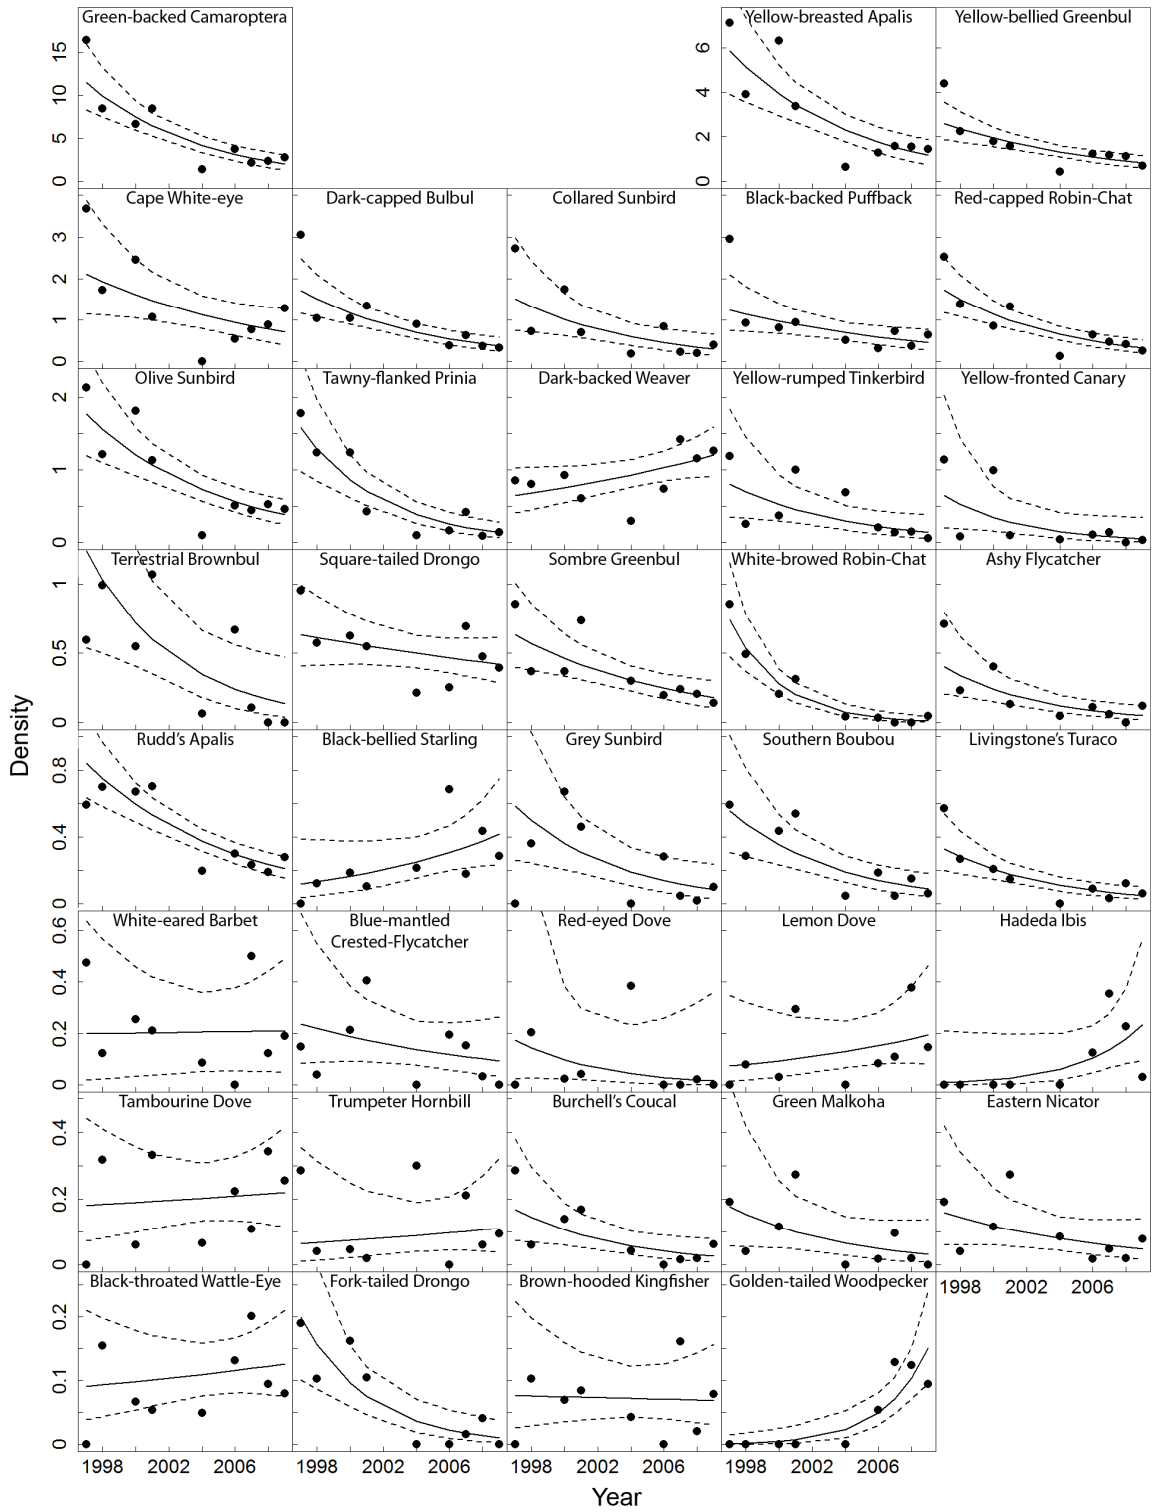 Green-backed Camaroptera
Yellow-breasted Apalis
Yellow-bellied Greenbul
15
10
5
0
6
4
2
0
Cape White-eye
Dark-capped Bulbul
Collared Sunbird
Black-backed Puffback
Red-capped Robin-Chat
3
2
1
0
Olive Sunbird
Tawny-flanked Prinia
Dark-backed Weaver
Yellow-rumped Tinkerbird
Yellow-fronted Canary
2
1
0
Terrestrial Brownbul
Square-tailed Drongo
Sombre Greenbul
White-browed Robin-Chat
Ashy Flycatcher
1
0.5
0
Density
Rudd's Apalis
Black-bellied Starling
Grey Sunbird
Southern Boubou
Livingstone's Turaco
0.8
0.4
0
White-eared Barbet
Blue-mantled
Crested-Flycatcher
Red-eyed Dove
Lemon Dove
Hadeda Ibis
0.6
0.4
0.2
0
Tambourine Dove
Trumpeter Hornbill
Burchell's Coucal
Green Malkoha
Eastern Nicator
0.4
0.2
0
Black-throated Wattle-Eye
Fork-tailed Drongo
Brown-hooded Kingfisher
Golden-tailed Woodpecker
1998 2002 2006
0.2
0.1
0
1998 2002 2006
1998 2002 2006
1998 2002 2006
1998 2002 2006
Year